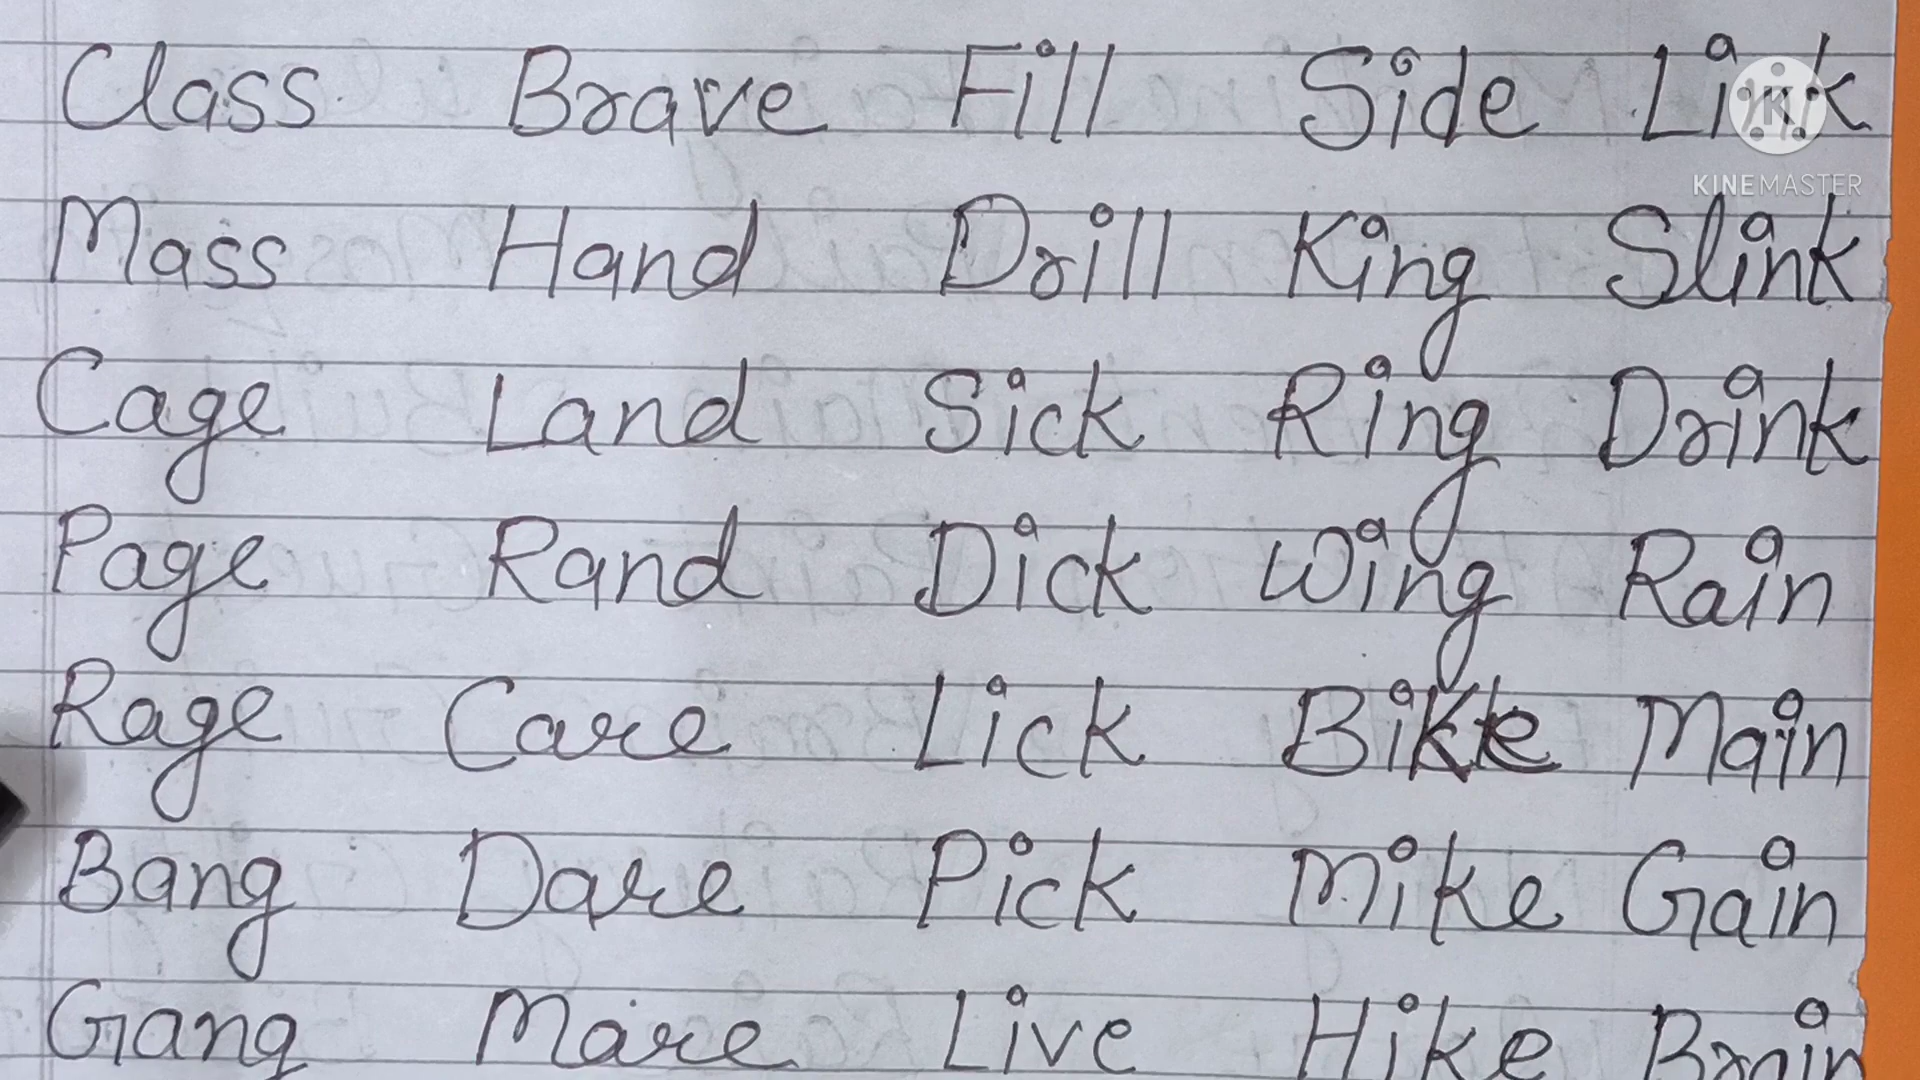 Class Brave Fill Side Link
KINEMASTER
Mass Hand Drill King Slink
Cage Land Sick Ring Drink
Page Rand Dick Wing Rain
Rage Care Lick Bike Main
Bang Dare Pick Mike Gain
Gang Mare Live Hike Brain